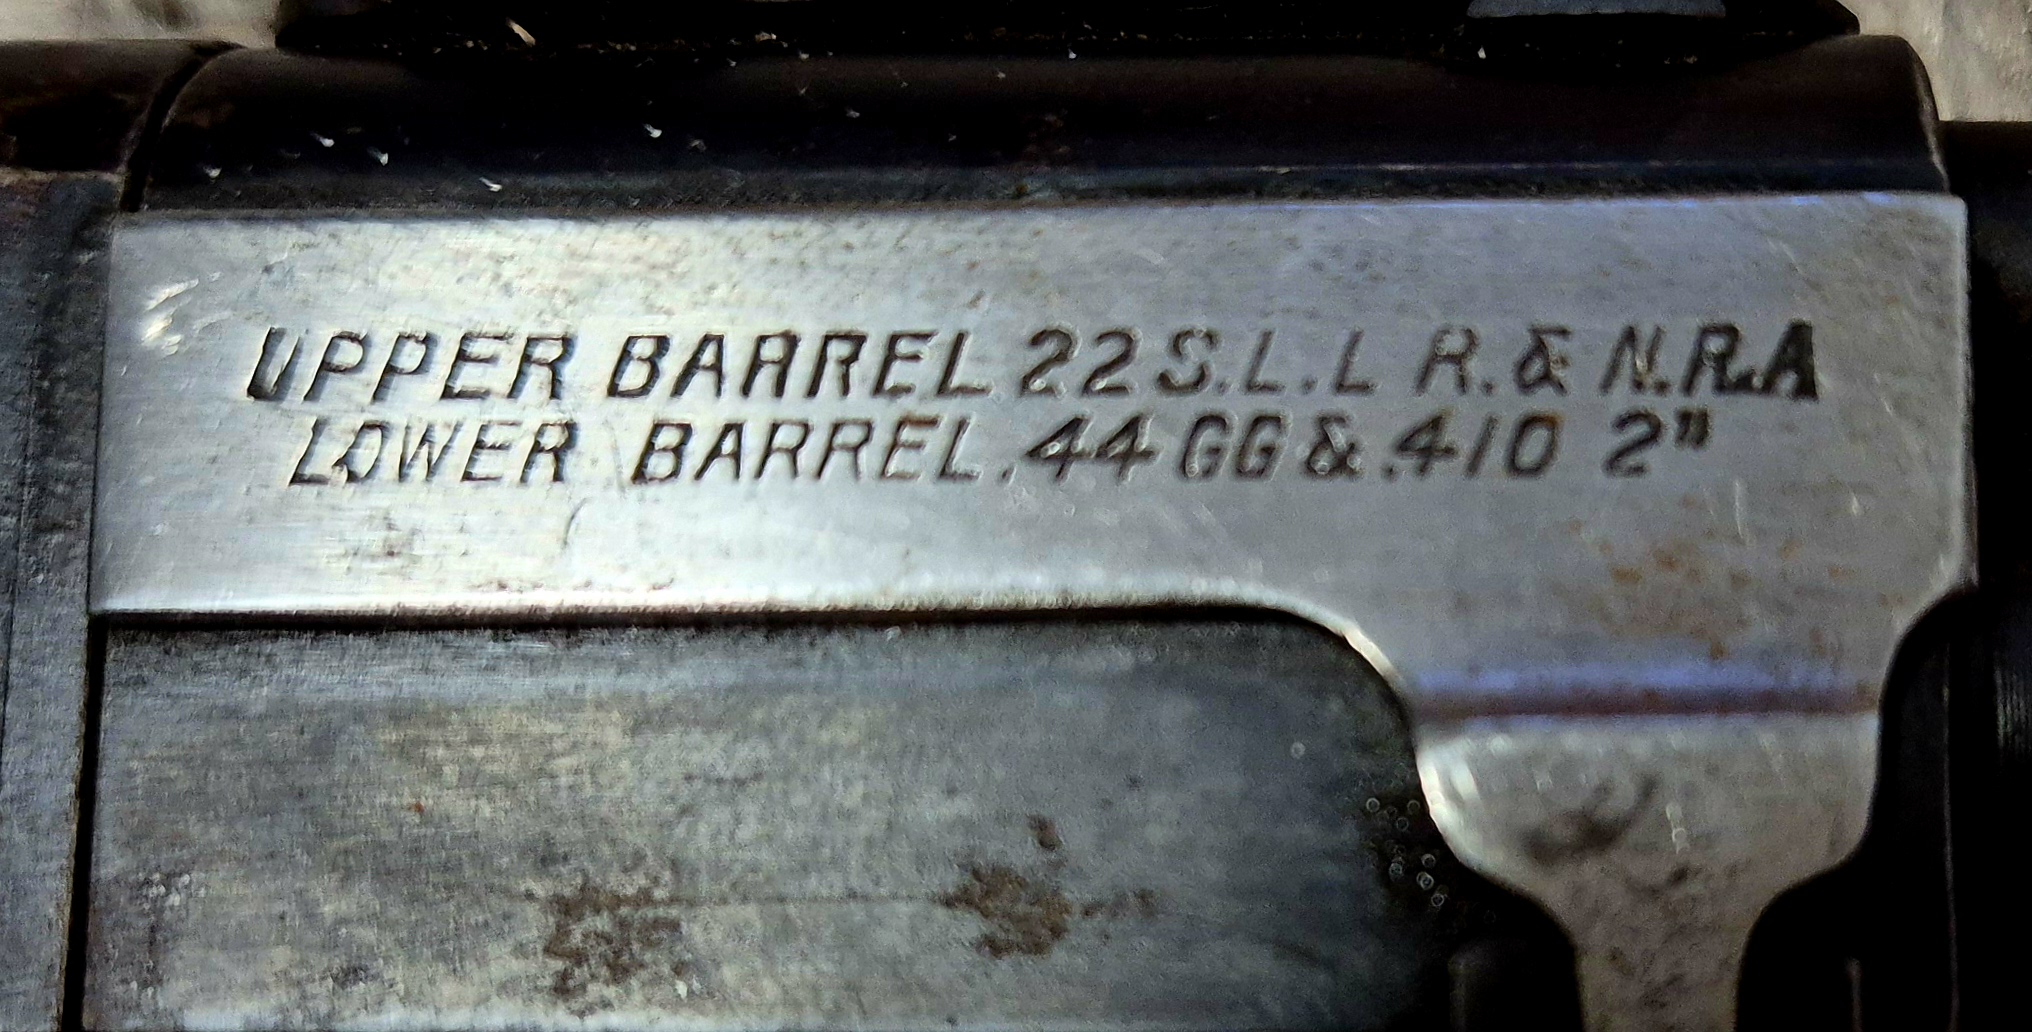 UPPER BARREL 22 S.L.L R.& N.R.A
LOWER BARREL .44 GG & .410 2"